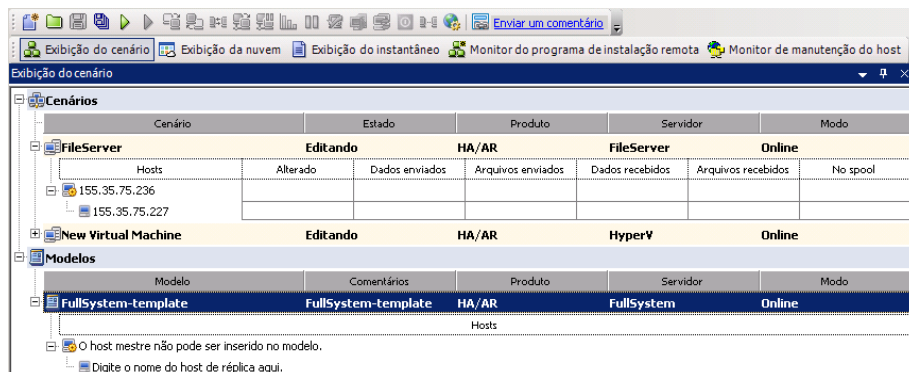 Enviar um comentário
Exibição do cenário Exibição da nuvem Exibição do instantâneo Monitor do programa de instalação remota Monitor de manutenção do host
Exibição do cenário
Cenários
Cenário Estado Produto Servidor Modo
FileServer Editando HA/AR FileServer Online
Hosts Alterado Dados enviados Arquivos enviados Dados recebidos Arquivos recebidos No spool
155.35.75.236
155.35.75.227
New Virtual Machine Editando HA/AR HyperV Online
Modelos
Modelo Comentários Produto Servidor Modo
FullSystem-template FullSystem-template HA/AR FullSystem Online
Hosts
O host mestre não pode ser inserido no modelo.
Digite o nome do host de réplica aqui.